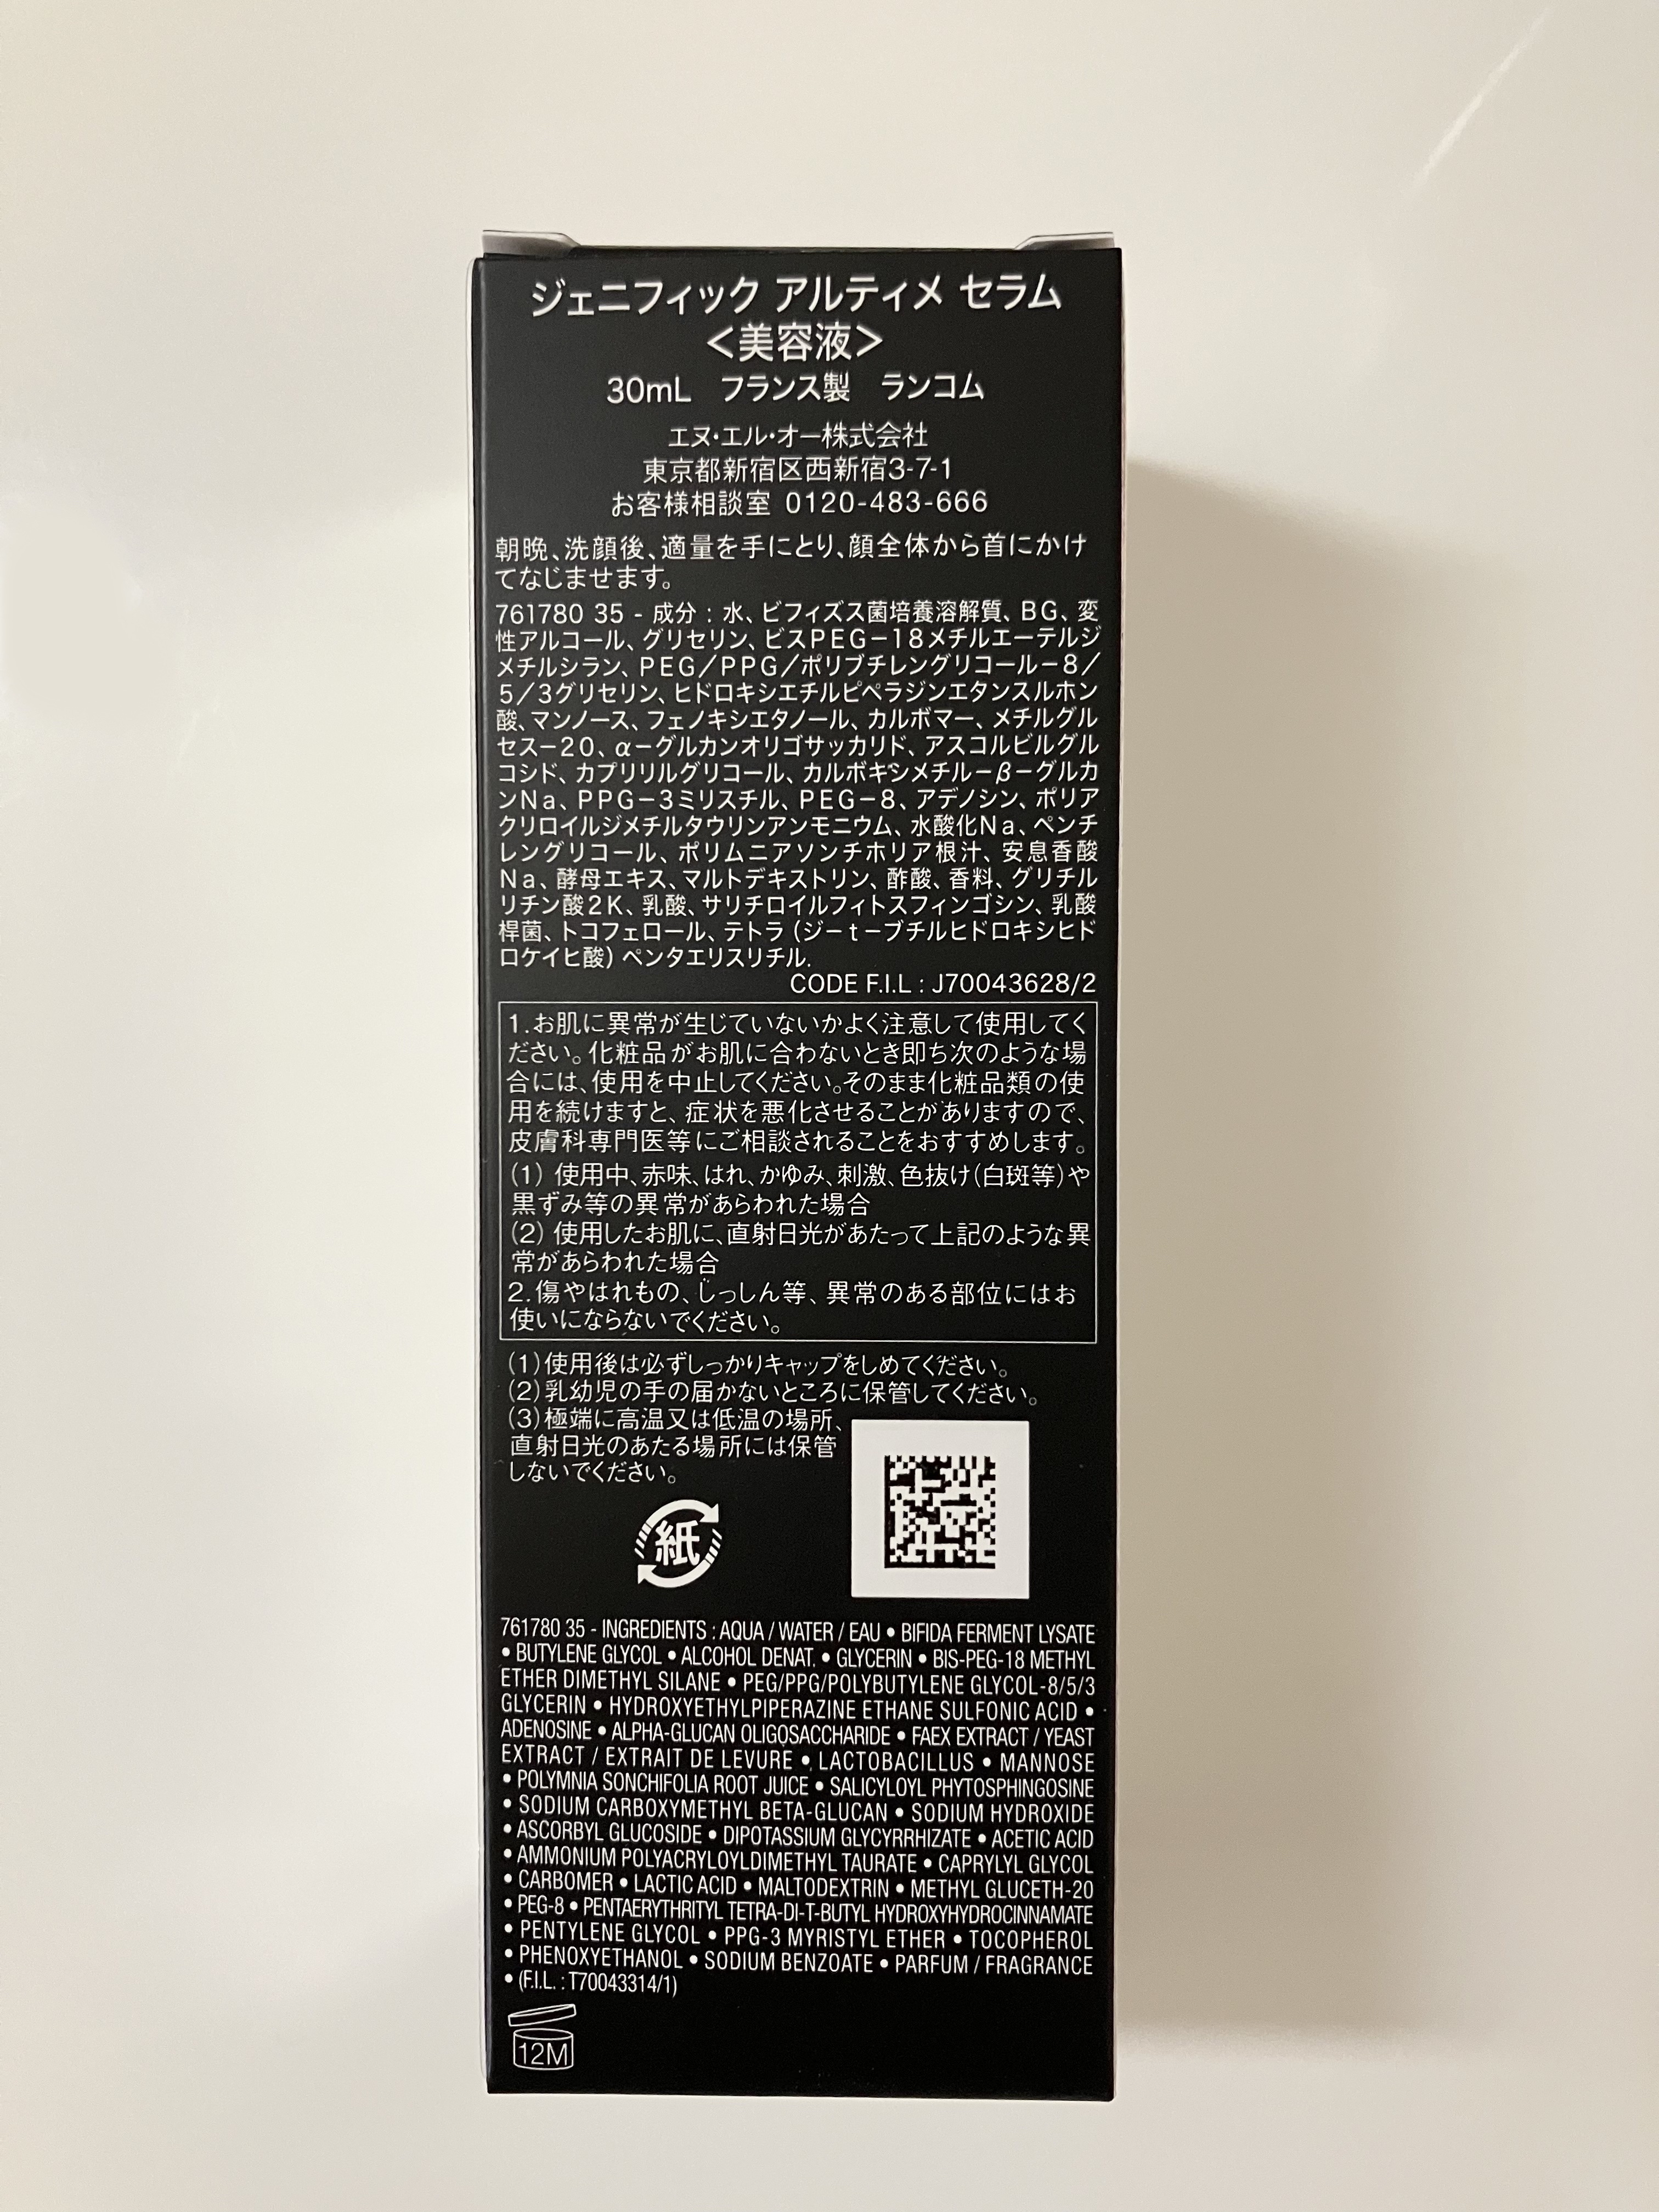 ジェニフィック アルティメ セラム
<美容液>
30mL フランス製 ランコム
エヌ・エル・オー株式会社
東京都新宿区西新宿3-7-1
お客様相談室 0120-483-666
朝晩、洗顔後、適量を手にとり、顔全体から首にかけ
てなじませます。
761780 35 - 成分：水、ビフィズス菌培養溶解質、BG、変
性アルコール、グリセリン、ビスPEG－18メチルエーテルジ
メチルシラン、PEG／PPG／ポリブチレングリコール－8／
5／3グリセリン、ヒドロキシエチルピペラジンエタンスルホン
酸、マンノース、フェノキシエタノール、カルボマー、メチルグル
セス－20、α－グルカンオリゴサッカリド、アスコルビルグル
コシド、カプリリルグリコール、カルボキシメチル－β－グルカ
ンNa、PPG－3ミリスチル、PEG－8、アデノシン、ポリア
クリロイルジメチルタウリンアンモニウム、水酸化Na、ペンチ
レングリコール、ポリムニアソンチホリア根汁、安息香酸
Na、酵母エキス、マルトデキストリン、酢酸、香料、グリチル
リチン酸2K、乳酸、サリチロイルフィトスフィンゴシン、乳酸
桿菌、トコフェロール、テトラ（ジ－ｔ－ブチルヒドロキシヒド
ロケイヒ酸）ペンタエリスリチル.
CODE F.I.L : J70043628/2
1.お肌に異常が生じていないかよく注意して使用してく
ださい。化粧品がお肌に合わないとき即ち次のような場
合には、使用を中止してください。そのまま化粧品類の使
用を続けますと、症状を悪化させることがありますので、
皮膚科専門医等にご相談されることをおすすめします。
(1) 使用中、赤味、はれ、かゆみ、刺激、色抜け(白斑等)や
黒ずみ等の異常があらわれた場合
(2) 使用したお肌に、直射日光があたって上記のような異
常があらわれた場合
2.傷やはれもの、じっしん等、異常のある部位にはお
使いにならないでください。
(1)使用後は必ずしっかりキャップをしめてください。
(2)乳幼児の手の届かないところに保管してください。
(3)極端に高温又は低温の場所、
直射日光のあたる場所には保管
しないでください。
紙
761780 35 - INGREDIENTS : AQUA / WATER / EAU • BIFIDA FERMENT LYSATE
• BUTYLENE GLYCOL • ALCOHOL DENAT. • GLYCERIN • BIS-PEG-18 METHYL
ETHER DIMETHYL SILANE • PEG/PPG/POLYBUTYLENE GLYCOL-8/5/3
GLYCERIN • HYDROXYETHYLPIPERAZINE ETHANE SULFONIC ACID •
ADENOSINE • ALPHA-GLUCAN OLIGOSACCHARIDE • FAEX EXTRACT / YEAST
EXTRACT / EXTRAIT DE LEVURE • LACTOBACILLUS • MANNOSE
• POLYMNIA SONCHIFOLIA ROOT JUICE • SALICYLOYL PHYTOSPHINGOSINE
• SODIUM CARBOXYMETHYL BETA-GLUCAN • SODIUM HYDROXIDE
• ASCORBYL GLUCOSIDE • DIPOTASSIUM GLYCYRRHIZATE • ACETIC ACID
• AMMONIUM POLYACRYLOYLDIMETHYL TAURATE • CAPRYLYL GLYCOL
• CARBOMER • LACTIC ACID • MALTODEXTRIN • METHYL GLUCETH-20
• PEG-8 • PENTAERYTHRITYL TETRA-DI-T-BUTYL HYDROXYHYDROCINNAMATE
• PENTYLENE GLYCOL • PPG-3 MYRISTYL ETHER • TOCOPHEROL
• PHENOXYETHANOL • SODIUM BENZOATE • PARFUM / FRAGRANCE
• (F.I.L. : T70043314/1)
12M